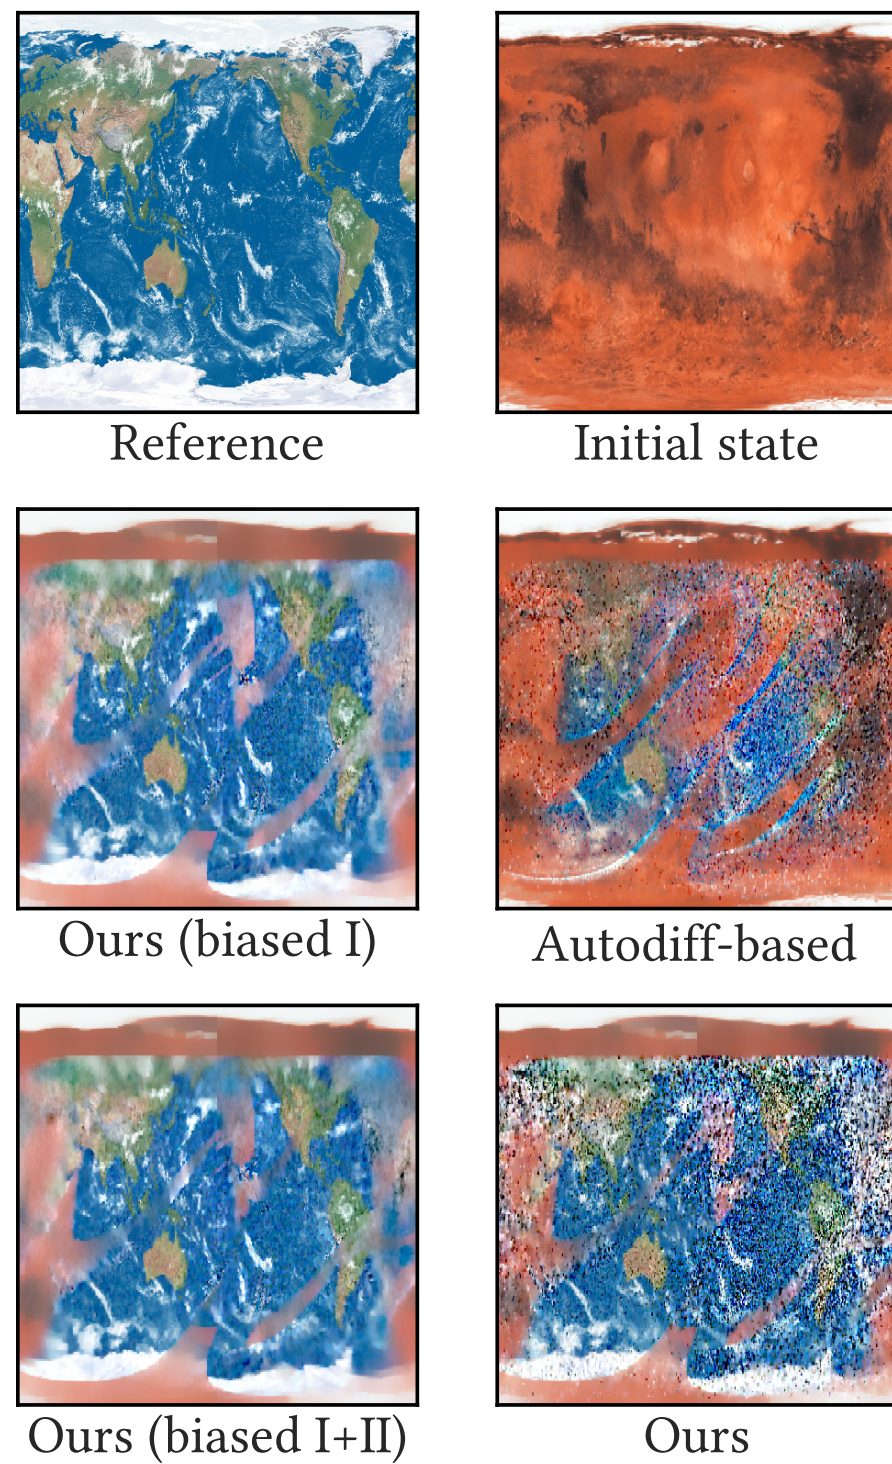 Reference
Initial state
Ours (biased I)
Autodiff-based
Ours (biased I+II)
Ours